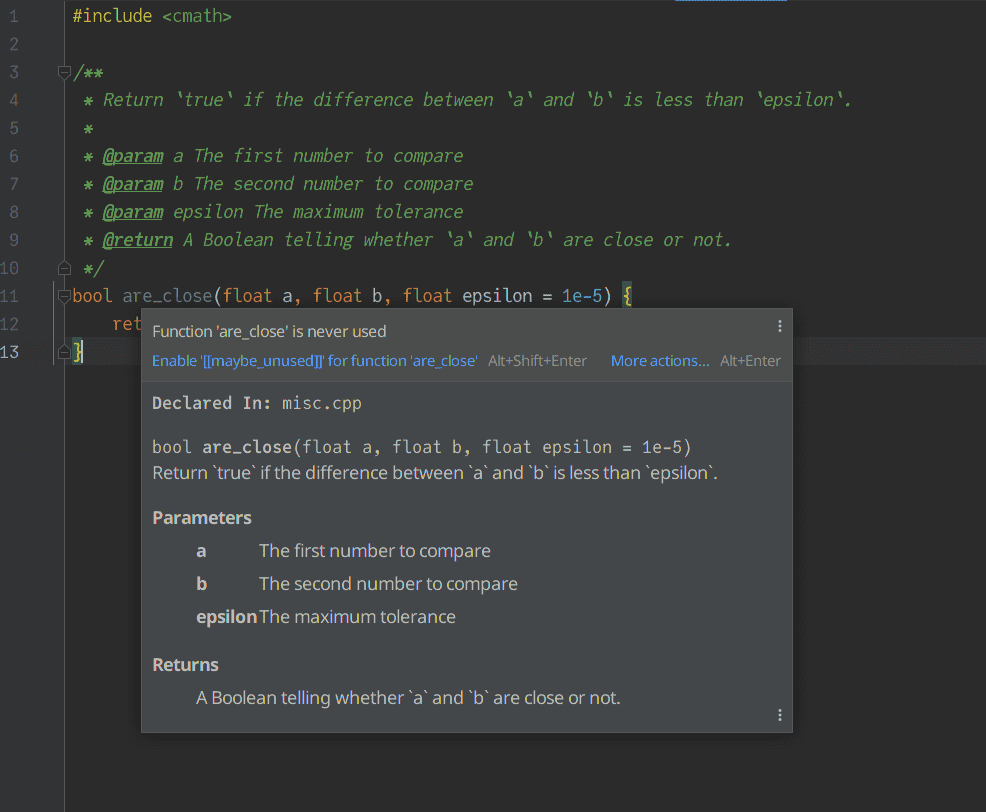 1 #include <cmath>
2
3 /**
4 * Return `true` if the difference between `a` and `b` is less than `epsilon`.
5 *
6 * @param a The first number to compare
7 * @param b The second number to compare
8 * @param epsilon The maximum tolerance
9 * @return A Boolean telling whether `a` and `b` are close or not.
10 */
11 bool are_close(float a, float b, float epsilon = 1e-5) {
12 ret
13 }
Function 'are_close' is never used
Enable '[[maybe_unused]]' for function 'are_close' Alt+Shift+Enter More actions... Alt+Enter
Declared In: misc.cpp
bool are_close(float a, float b, float epsilon = 1e-5)
Return `true` if the difference between `a` and `b` is less than `epsilon`.
Parameters
a The first number to compare
b The second number to compare
epsilon The maximum tolerance
Returns
A Boolean telling whether `a` and `b` are close or not.